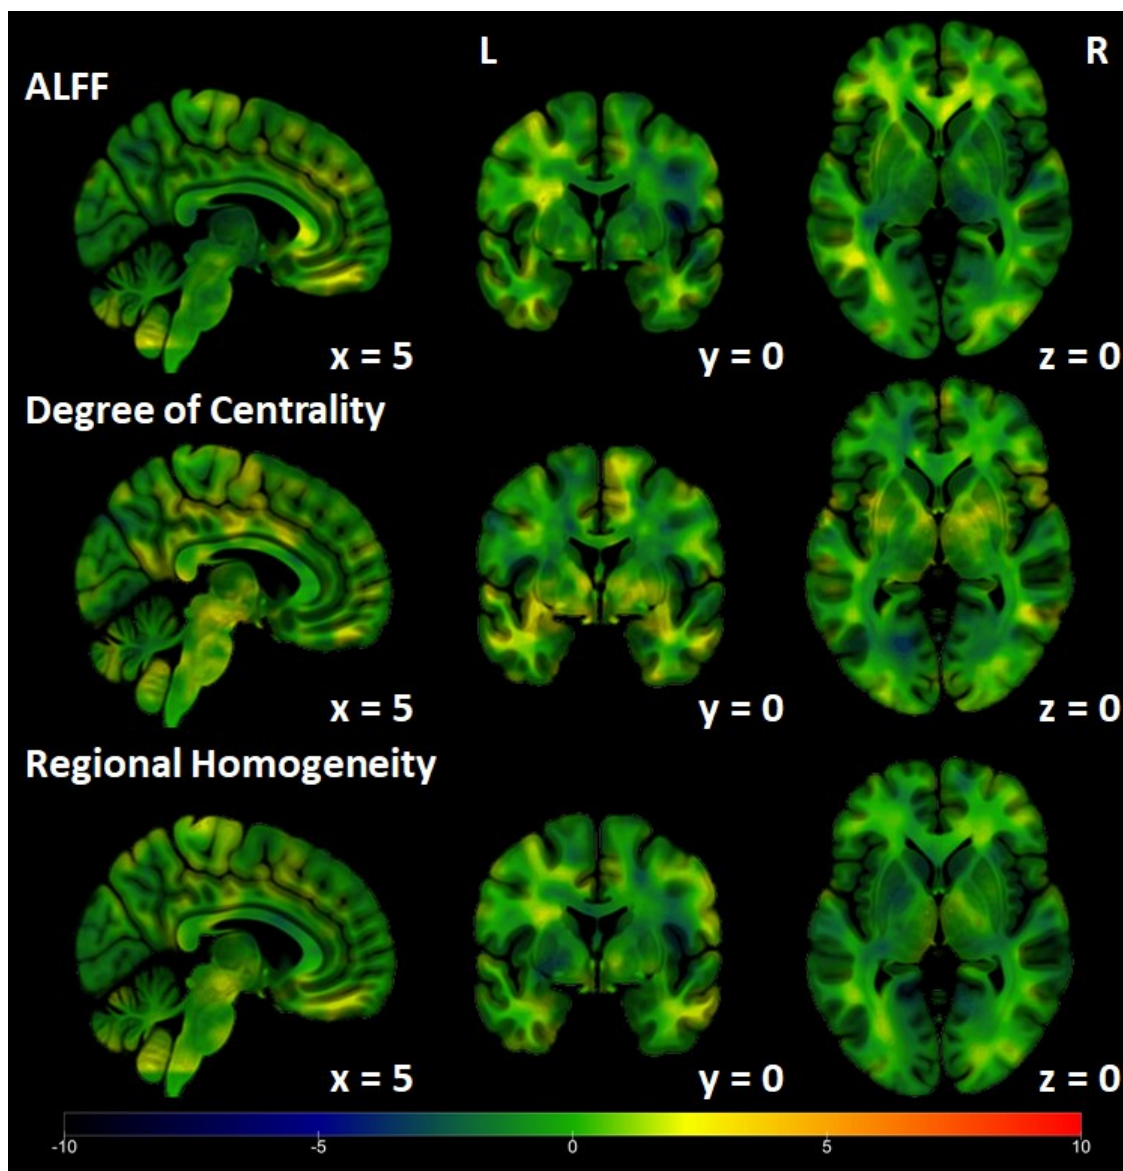 L R
ALFF
x = 5 y = 0 z = 0
Degree of Centrality
x = 5 y = 0 z = 0
Regional Homogeneity
x = 5 y = 0 z = 0
-10 -5 0 5 10